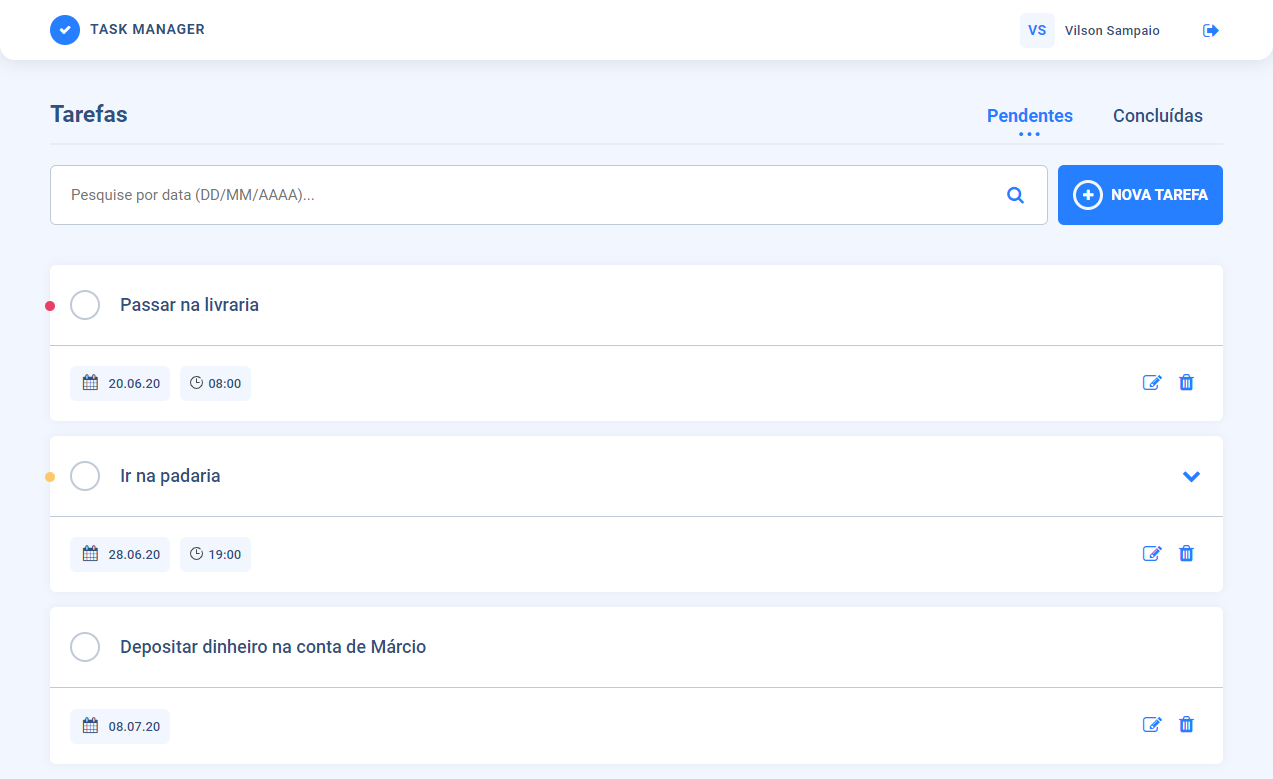 TASK MANAGER
VS Vilson Sampaio
Tarefas
Pendentes Concluídas
Pesquise por data (DD/MM/AAAA)...
NOVA TAREFA
Passar na livraria
20.06.20 08:00
Ir na padaria
28.06.20 19:00
Depositar dinheiro na conta de Márcio
08.07.20